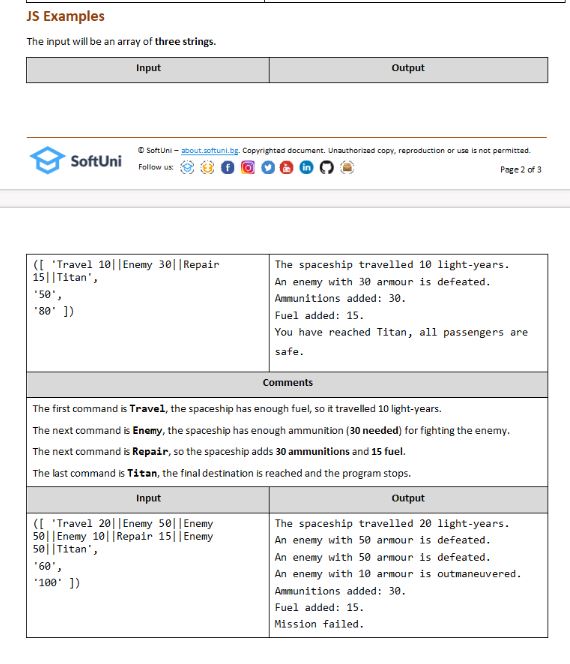 JS Examples
The input will be an array of three strings.
Input Output
© SoftUni – about.softuni.bg. Copyrighted document. Unauthorized copy, reproduction or use is not permitted.
SoftUni
Follow us:
Page 2 of 3
([ 'Travel 10||Enemy 30||Repair
15||Titan',
'50',
'80' ])
The spaceship travelled 10 light-years.
An enemy with 30 armour is defeated.
Ammunitions added: 30.
Fuel added: 15.
You have reached Titan, all passengers are
safe.
Comments
The first command is Travel, the spaceship has enough fuel, so it travelled 10 light-years.
The next command is Enemy, the spaceship has enough ammunition (30 needed) for fighting the enemy.
The next command is Repair, so the spaceship adds 30 ammunitions and 15 fuel.
The last command is Titan, the final destination is reached and the program stops.
Input Output
([ 'Travel 20||Enemy 50||Enemy
50||Enemy 10||Repair 15||Enemy
50||Titan',
'60',
'100' ])
The spaceship travelled 20 light-years.
An enemy with 50 armour is defeated.
An enemy with 50 armour is defeated.
An enemy with 10 armour is outmaneuvered.
Ammunitions added: 30.
Fuel added: 15.
Mission failed.